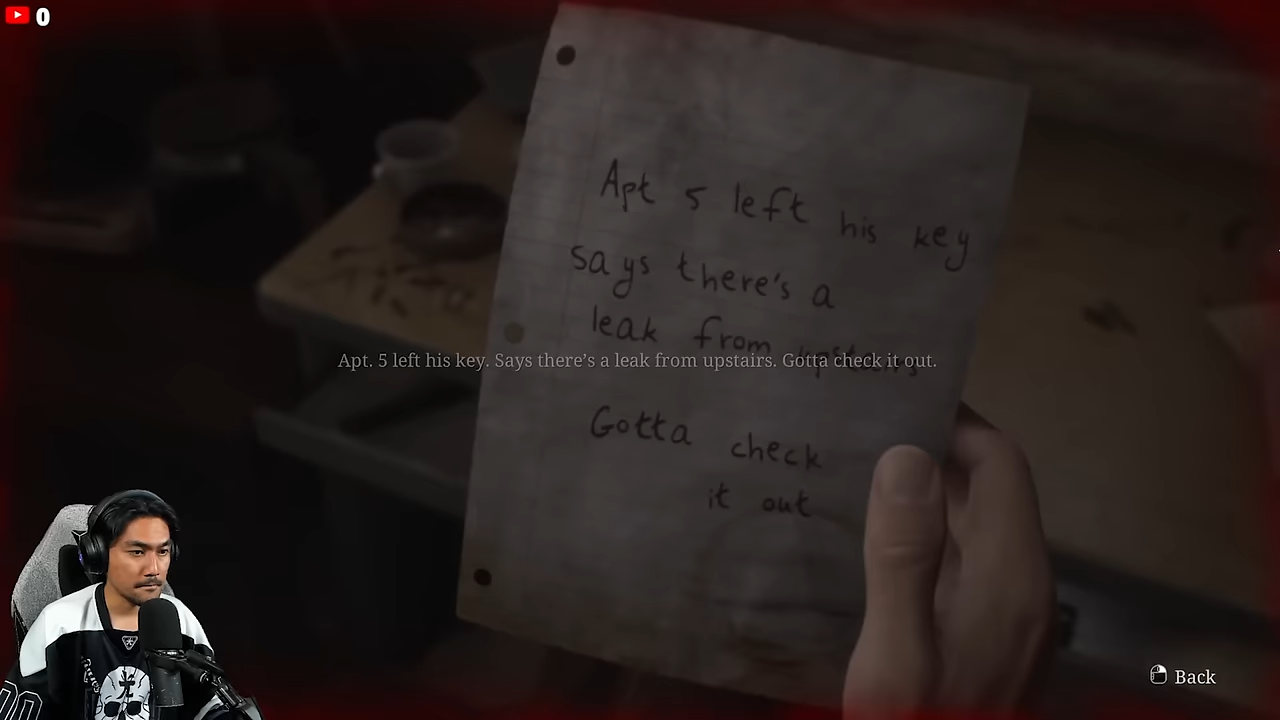 0
Apt 5 left his key
says there's a
leak from upstairs
Apt. 5 left his key. Says there's a leak from upstairs. Gotta check it out.
Gotta check
it out
Back